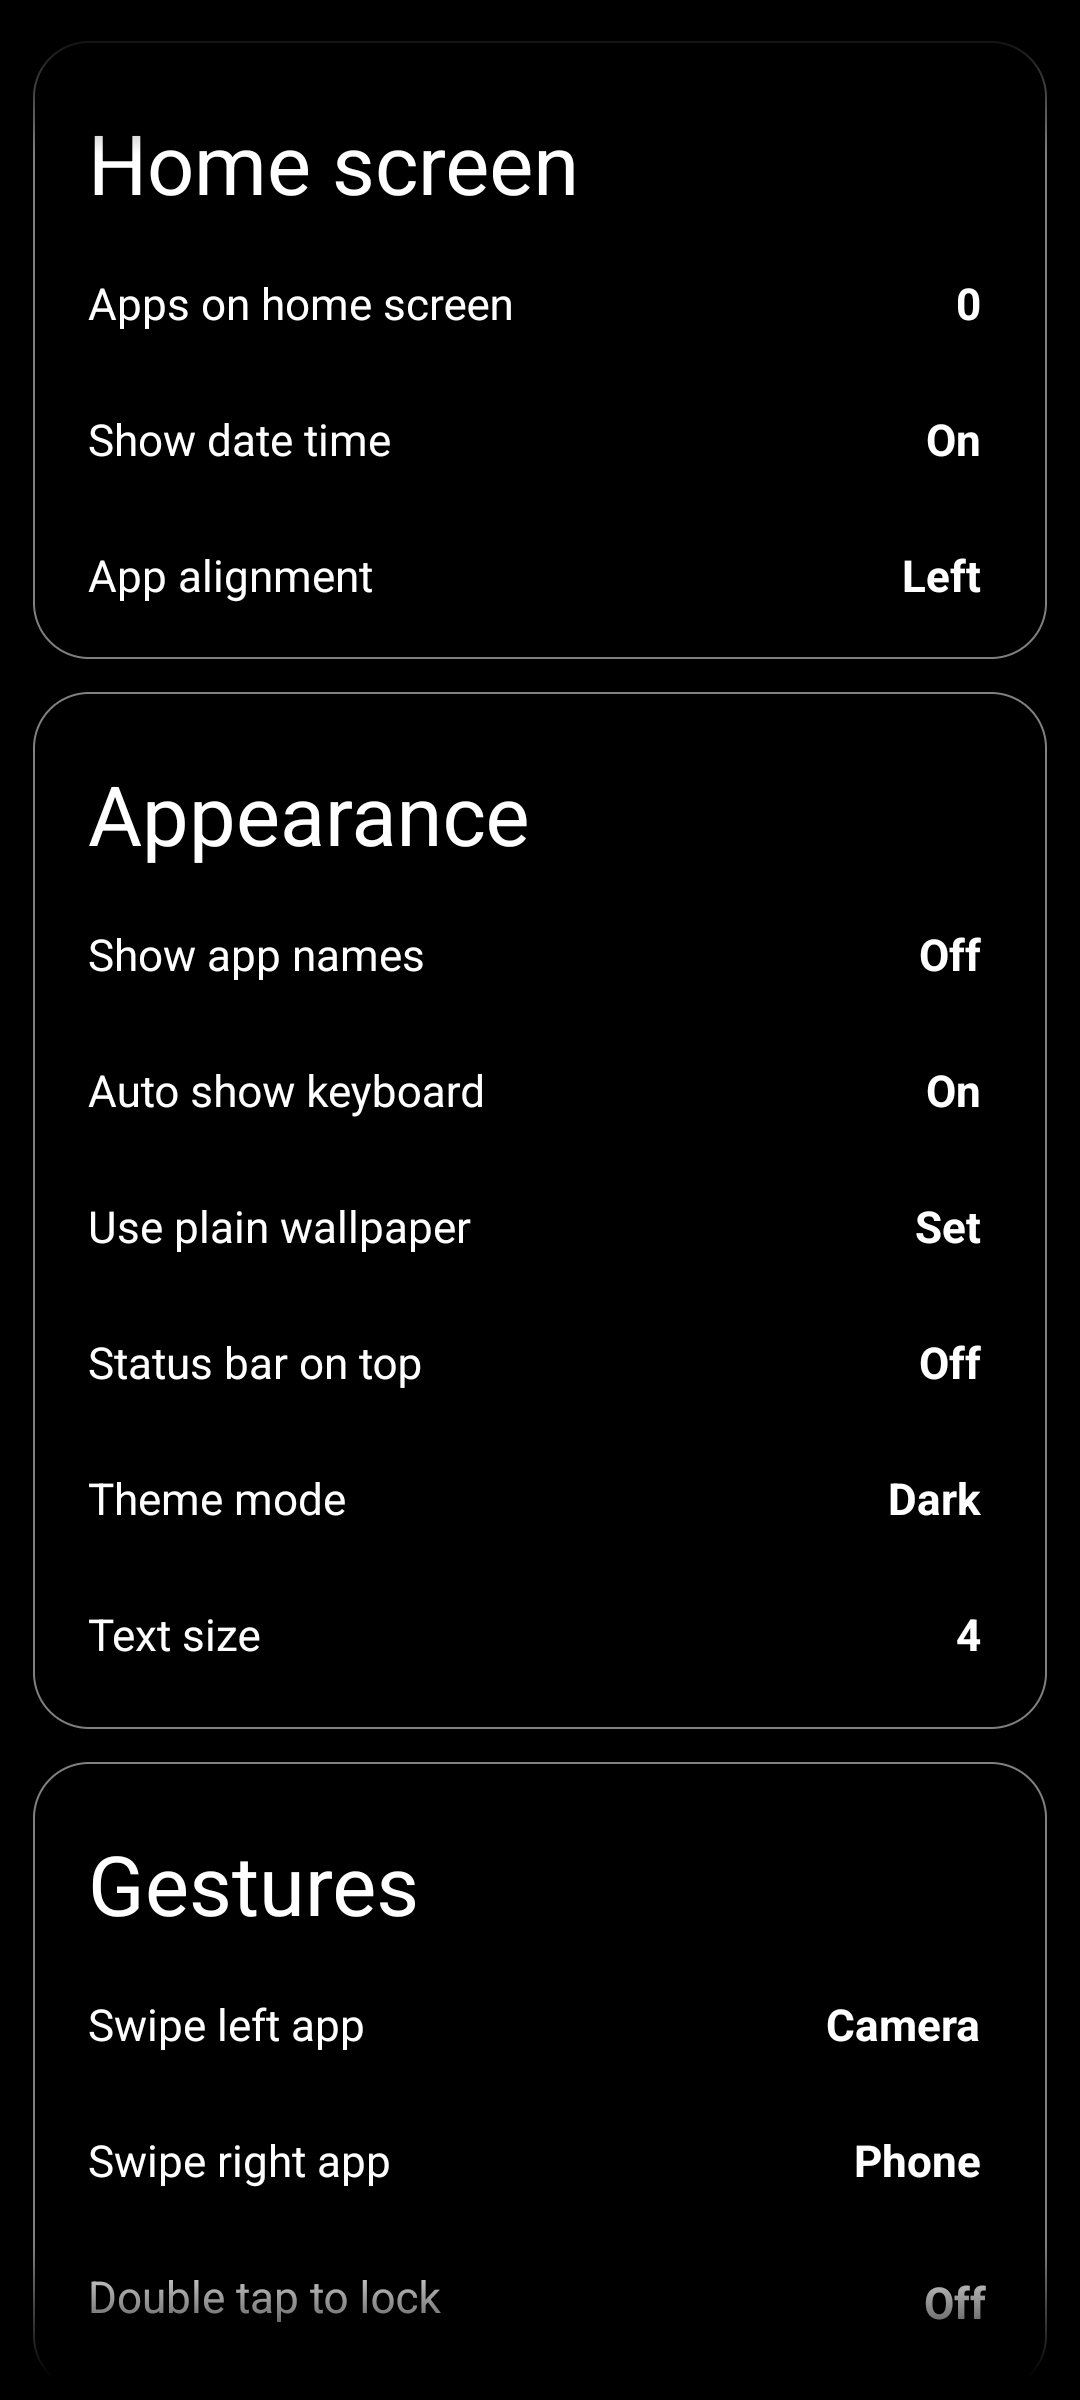 Home screen
Apps on home screen 0
Show date time On
App alignment Left
Appearance
Show app names Off
Auto show keyboard On
Use plain wallpaper Set
Status bar on top Off
Theme mode Dark
Text size 4
Gestures
Swipe left app Camera
Swipe right app Phone
Double tap to lock Off